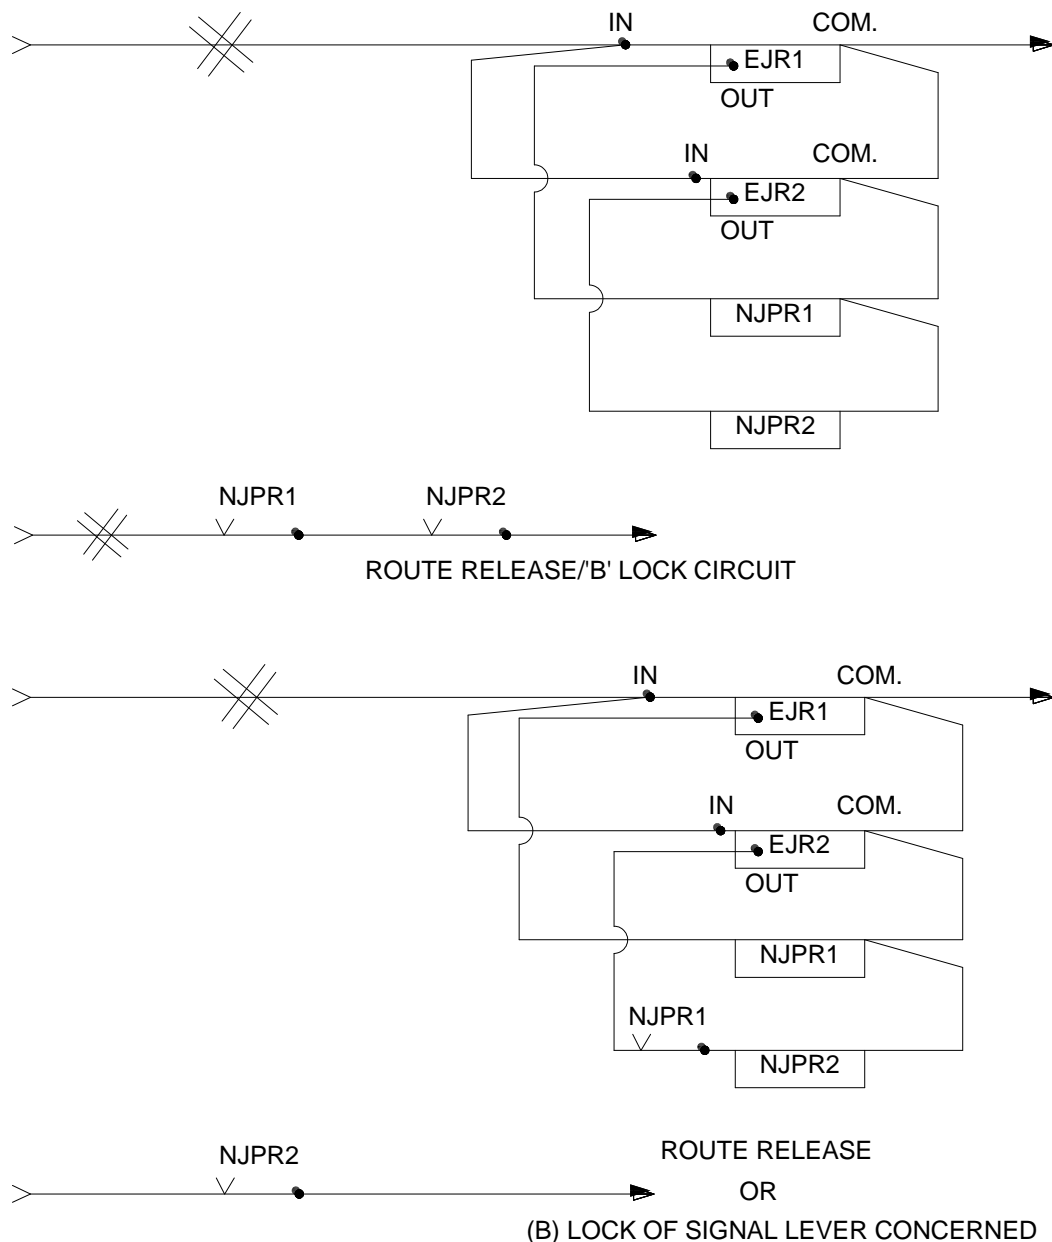 IN COM.
EJR1
OUT
IN COM.
EJR2
OUT
NJPR1
NJPR2
NJPR1 NJPR2
ROUTE RELEASE/'B' LOCK CIRCUIT
IN COM.
EJR1
OUT
IN COM.
EJR2
OUT
NJPR1
NJPR1
NJPR2
NJPR2
ROUTE RELEASE
OR
(B) LOCK OF SIGNAL LEVER CONCERNED